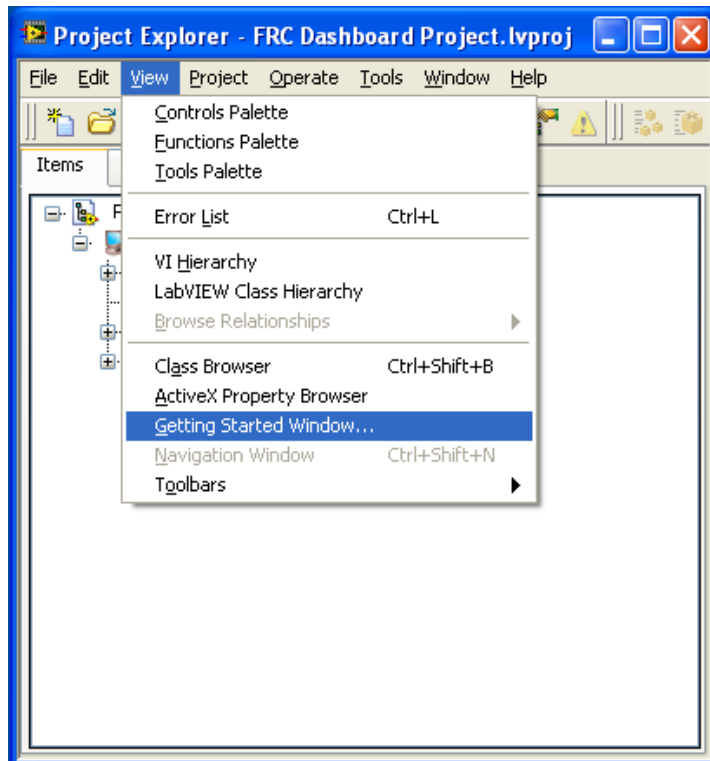 Project Explorer - FRC Dashboard Project.lvproj
File Edit View Project Operate Tools Window Help
Items
Controls Palette
Functions Palette
Tools Palette
Error List Ctrl+L
VI Hierarchy
LabVIEW Class Hierarchy
Browse Relationships
Class Browser Ctrl+Shift+B
ActiveX Property Browser
Getting Started Window...
Navigation Window Ctrl+Shift+N
Toolbars